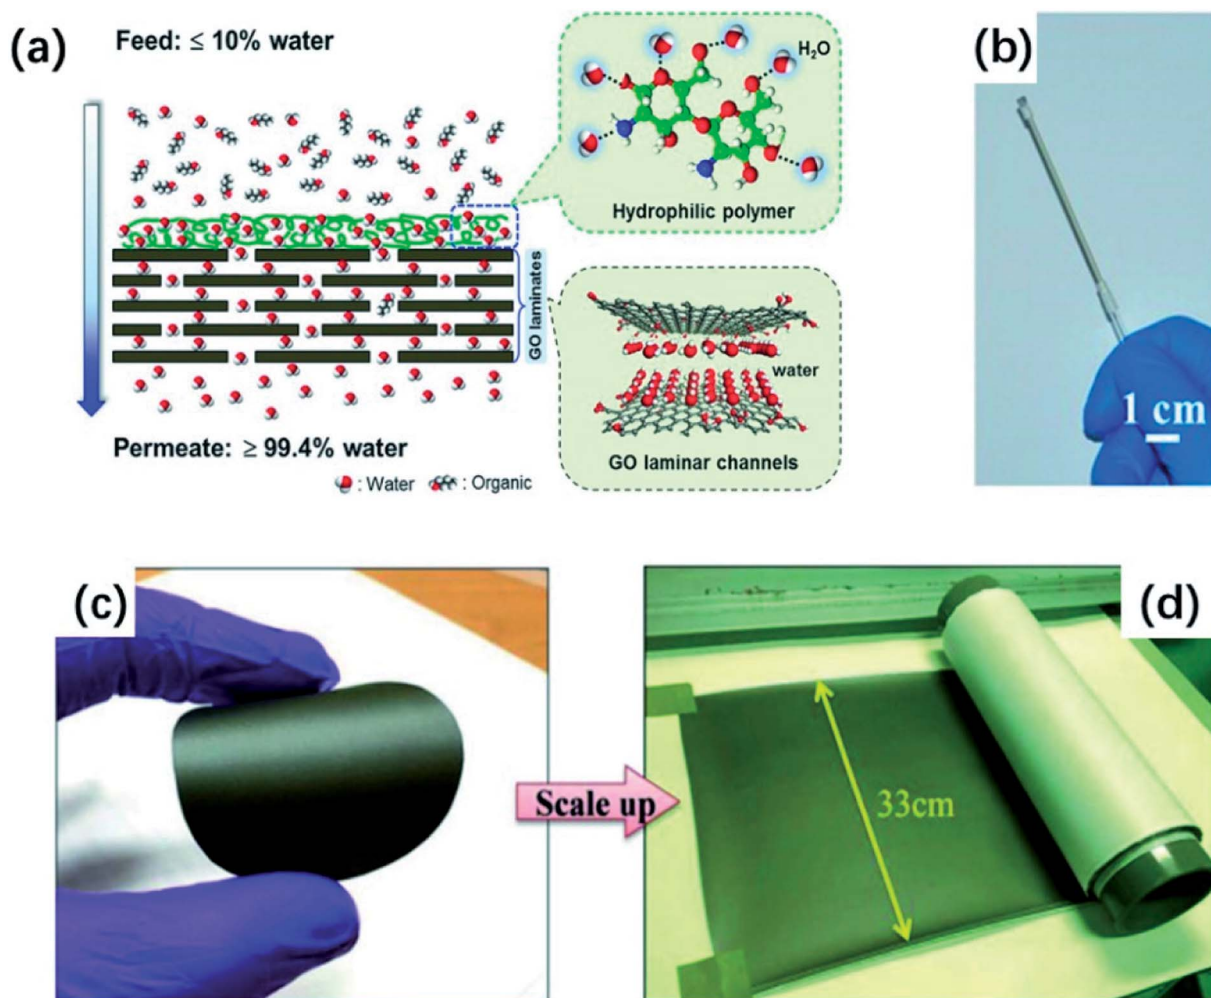 (a)
Feed: ≤ 10% water
H₂O
Hydrophilic polymer
GO laminates
water
GO laminar channels
Permeate: ≥ 99.4% water
: Water
: Organic
(b)
1 cm
(c)
Scale up
(d)
33cm